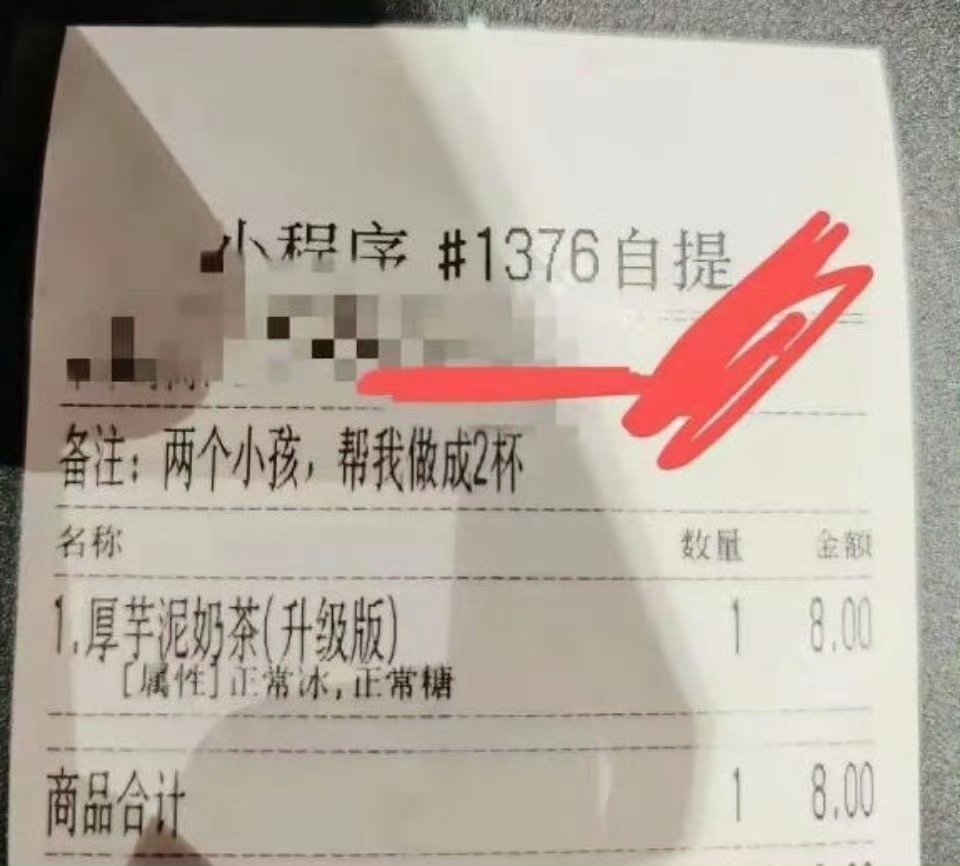 小程序 #1376自提
备注：两个小孩，帮我做成2杯
名称 数量 金额
1.厚芋泥奶茶(升级版) 1 8.00
[属性]正常冰,正常糖
商品合计 1 8.00